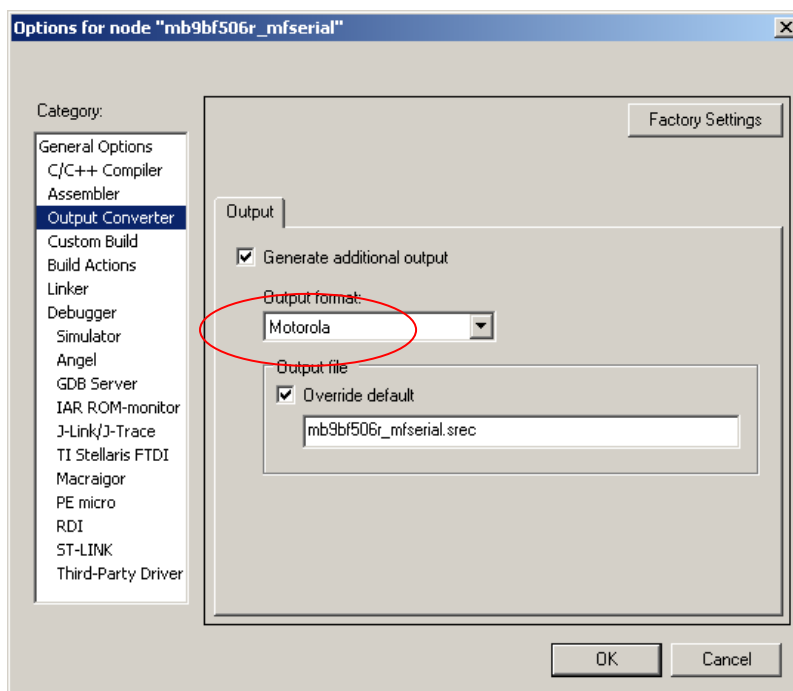 Options for node "mb9bf506r_mfserial"
Category:
Factory Settings
General Options
C/C++ Compiler
Assembler
Output Converter
Custom Build
Build Actions
Linker
Debugger
Simulator
Angel
GDB Server
IAR ROM-monitor
J-Link/J-Trace
TI Stellaris FTDI
Macraigor
PE micro
RDI
ST-LINK
Third-Party Driver
Output
Generate additional output
Output format:
Motorola
Output file
Override default
mb9bf506r_mfserial.srec
OK
Cancel